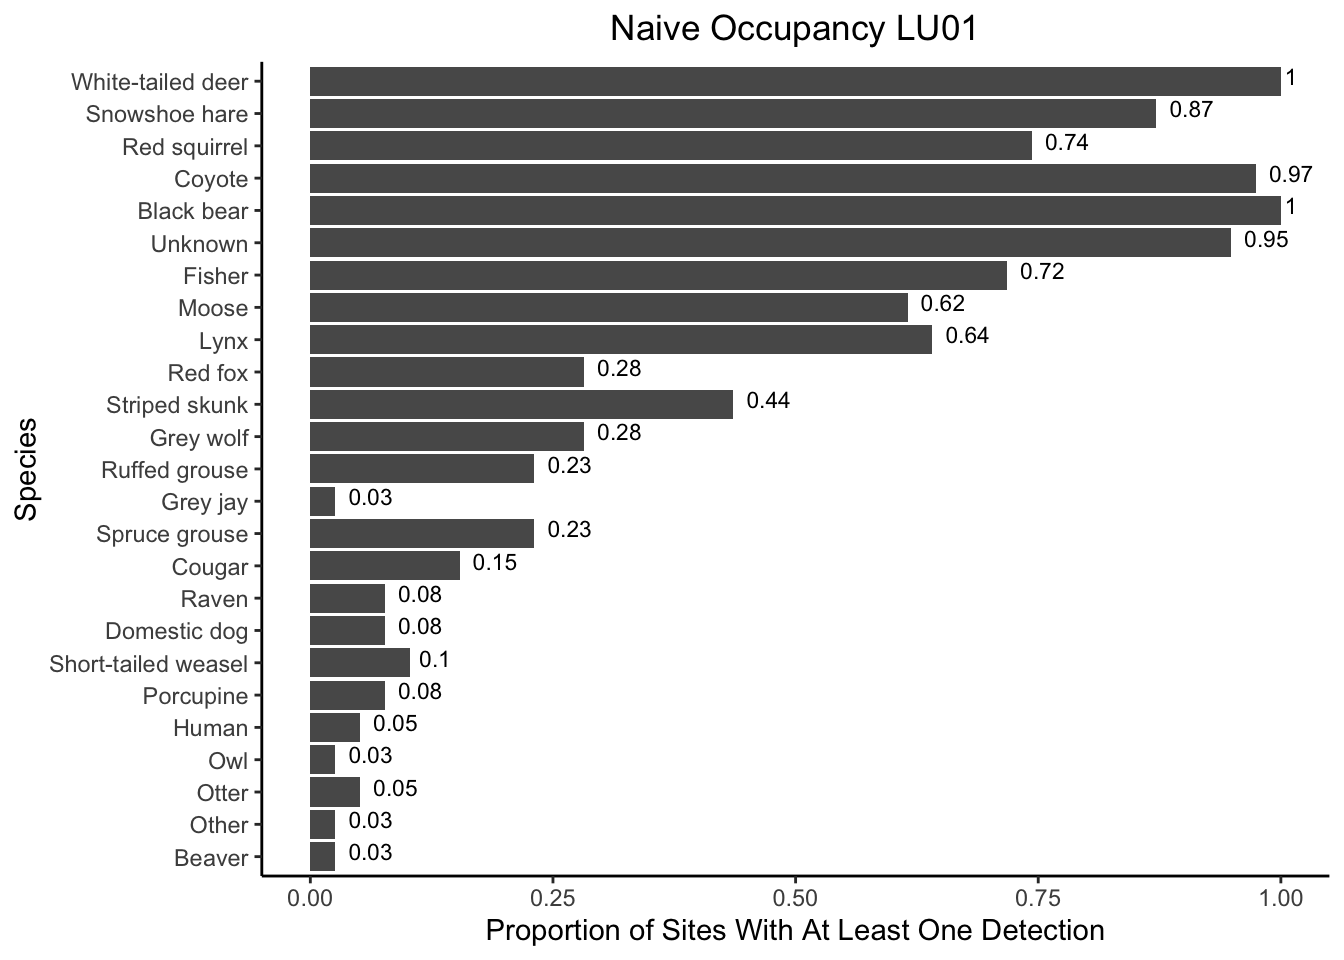 Naive Occupancy LU01
White-tailed deer 1
Snowshoe hare 0.87
Red squirrel 0.74
Coyote 0.97
Black bear 1
Unknown 0.95
Fisher 0.72
Moose 0.62
Lynx 0.64
Red fox 0.28
Striped skunk 0.44
Grey wolf 0.28
Ruffed grouse 0.23
Grey jay 0.03
Spruce grouse 0.23
Cougar 0.15
Raven 0.08
Domestic dog 0.08
Short-tailed weasel 0.1
Porcupine 0.08
Human 0.05
Owl 0.03
Otter 0.05
Other 0.03
Beaver 0.03
Species
0.00 0.25 0.50 0.75 1.00
Proportion of Sites With At Least One Detection